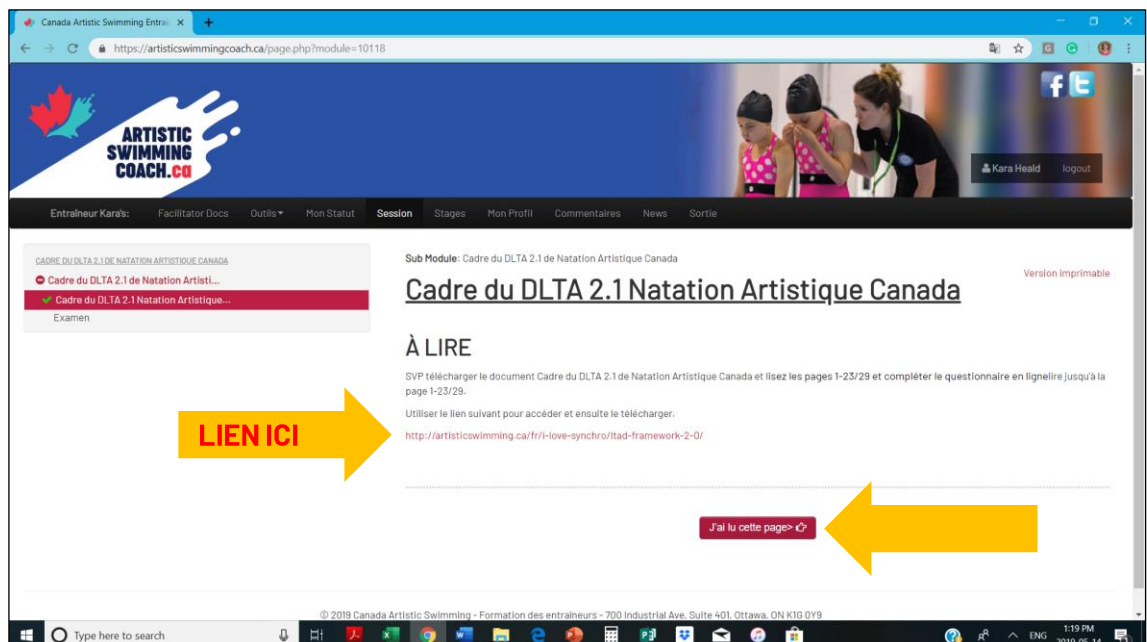 Canada Artistic Swimming Entraî
https://artisticswimmingcoach.ca/page.php?module=10118
ARTISTIC
SWIMMING
COACH.ca
Kara Heald logout
Entraîneur Kara's: Facilitator Docs Outils Mon Statut Session Stages Mon Profil Commentaires News Sortie
CADRE DU DLTA 2.1 DE NATATION ARTISTIQUE CANADA
Cadre du DLTA 2.1 de Natation Artisti...
Cadre du DLTA 2.1 Natation Artistique...
Examen
Sub Module: Cadre du DLTA 2.1 de Natation Artistique Canada
Version imprimable
Cadre du DLTA 2.1 Natation Artistique Canada
À LIRE
SVP télécharger le document Cadre du DLTA 2.1 de Natation Artistique Canada et lisez les pages 1-23/29 et compléter le questionnaire en lignelire jusqu'à la
page 1-23/29.
Utiliser le lien suivant pour accéder et ensuite le télécharger.
LIEN ICI
http://artisticswimming.ca/fr/i-love-synchro/ltad-framework-2-0/
J'ai lu cette page>
© 2019 Canada Artistic Swimming - Formation des entraîneurs - 700 Industrial Ave. Suite 401, Ottawa, ON K1G 0Y9
Type here to search
ENG
1:19 PM
2019-05-14